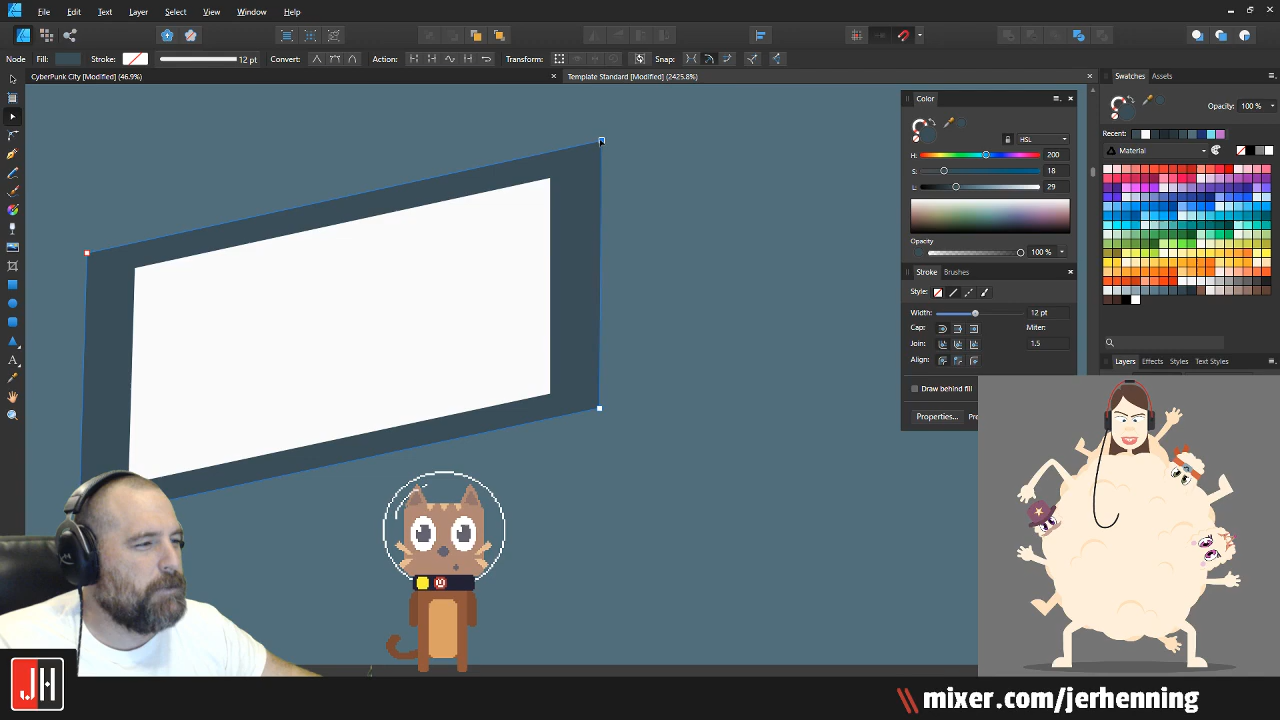 File Edit Text Layer Select View Window Help
Node Fill: Stroke: 12 pt Convert: Action: Transform: Snap:
CyberPunk City [Modified] (46.9%) Template Standard [Modified] (2425.8%)
Swatches Assets
Opacity: 100 %
Recent:
Material
Color
HSL
H: 200
S: 18
L: 29
Opacity
100 %
Stroke Brushes
Style:
Width: 12 pt
Cap: Miter:
Join: 1.5
Align:
Draw behind fill
Properties...
Layers Effects Styles Text Styles
JH
mixer.com/jerhenning